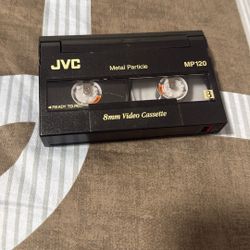 JVC
Metal Particle
MP120
8mm Video Cassette